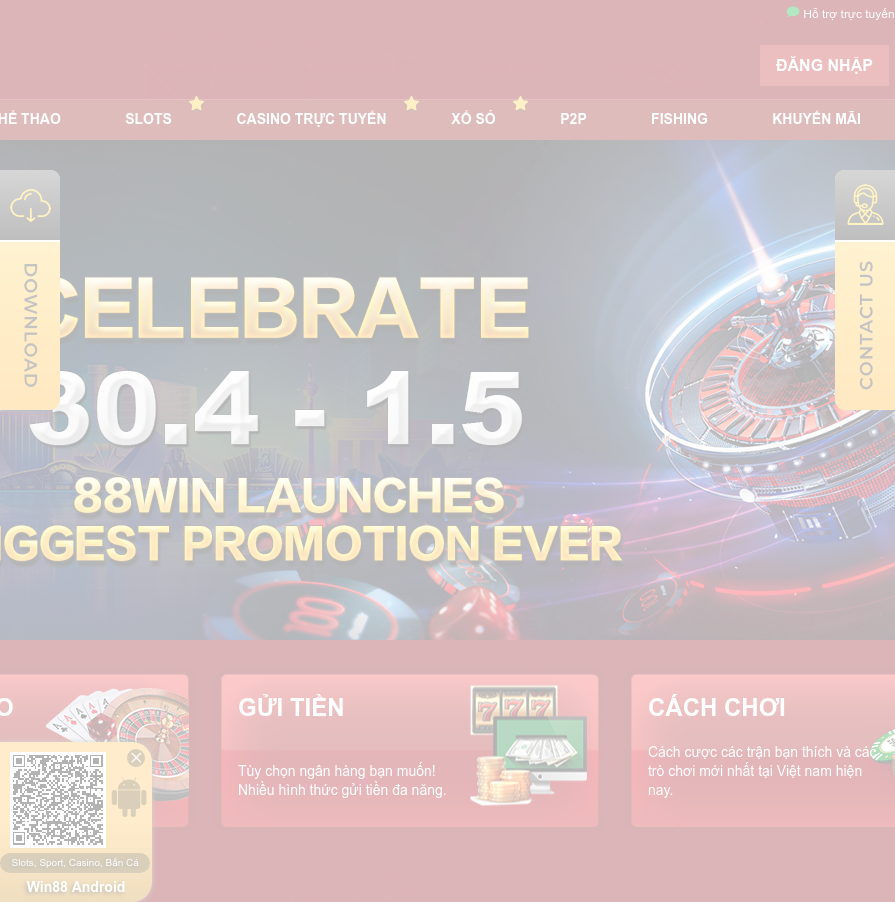 Hỗ trợ trực tuyến
ĐĂNG NHẬP
HỂ THAO
SLOTS
CASINO TRỰC TUYẾN
XỔ SỐ
P2P
FISHING
KHUYẾN MÃI
DOWNLOAD
CONTACT US
CELEBRATE
30.4 - 1.5
88WIN LAUNCHES
IGGEST PROMOTION EVER
O
GỬI TIỀN
Tùy chọn ngân hàng bạn muốn!
Nhiều hình thức gửi tiền đa năng.
CÁCH CHƠI
Cách cược các trận bạn thích và các
trò chơi mới nhất tại Việt nam hiện
nay.
Slots, Sport, Casino, Bắn Cá
Win88 Android